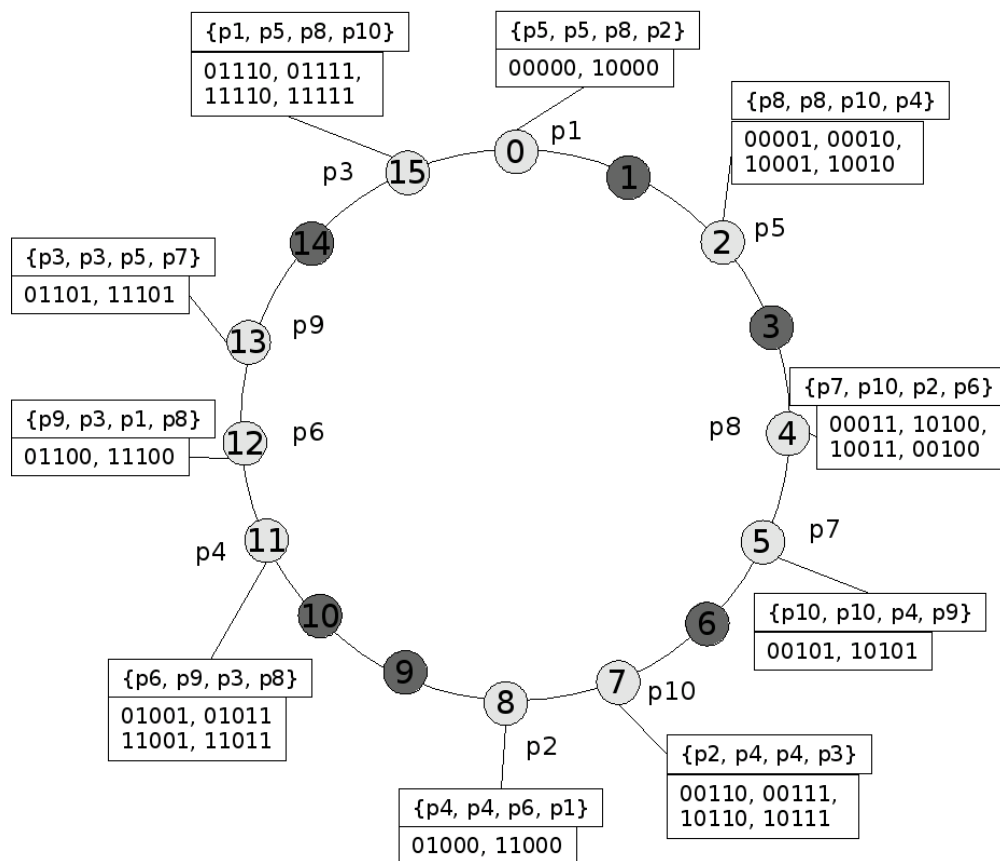 {p1, p5, p8, p10}
01110, 01111,
11110, 11111
{p5, p5, p8, p2}
00000, 10000
{p8, p8, p10, p4}
00001, 00010,
10001, 10010
p1
0
p3
15
1
p5
2
14
{p3, p3, p5, p7}
01101, 11101
p9
13
3
{p7, p10, p2, p6}
00011, 10100,
10011, 00100
p8
4
{p9, p3, p1, p8}
01100, 11100
p6
12
p4
11
5
p7
10
6
{p10, p10, p4, p9}
00101, 10101
9
8
7
p10
p2
{p6, p9, p3, p8}
01001, 01011
11001, 11011
{p2, p4, p4, p3}
00110, 00111,
10110, 10111
{p4, p4, p6, p1}
01000, 11000